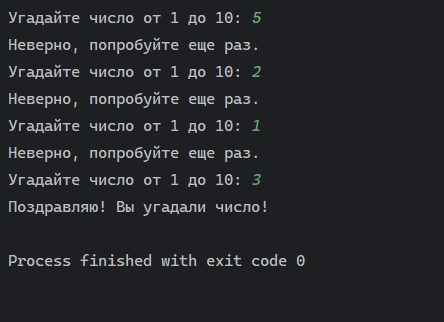 Угадайте число от 1 до 10: 5
Неверно, попробуйте еще раз.
Угадайте число от 1 до 10: 2
Неверно, попробуйте еще раз.
Угадайте число от 1 до 10: 1
Неверно, попробуйте еще раз.
Угадайте число от 1 до 10: 3
Поздравляю! Вы угадали число!
Process finished with exit code 0